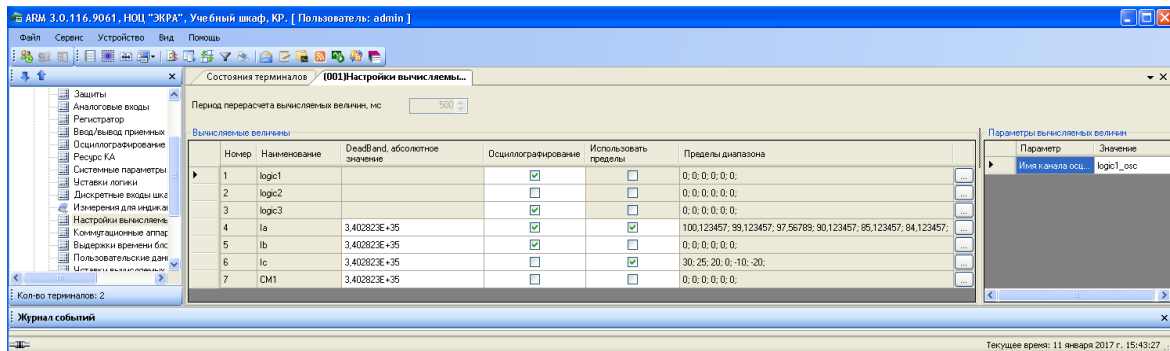 ARM 3.0.116.9061, НОЦ "ЭКРА", Учебный шкаф, КР. [ Пользователь: admin ]
Файл Сервис Устройство Вид Помощь
Состояния терминалов (001)Настройки вычисляемы...
Защиты
Аналоговые входы
Регистратор
Ввод/вывод приемных
Осциллографирование
Ресурс КА
Системные параметры
Уставки логики
Дискретные входы шка
Измерения для индика
Настройки вычисляемь
Коммутационные аппар
Выдержки времени бло
Пользовательские дан
Уставки вычисляемых
Кол-во терминалов: 2
Период перерасчета вычисляемых величин, мс 500
Вычисляемые величины
Номер Наименование DeadBand, абсолютное значение Осциллографирование Использовать пределы Пределы диапазона
1 logic1 0; 0; 0; 0; 0; 0; ...
2 logic2 0; 0; 0; 0; 0; 0; ...
3 logic3 0; 0; 0; 0; 0; 0; ...
4 Ia 3,402823E+35 100,123457; 99,123457; 97,56789; 90,123457; 85,123457; 84,123457; ...
5 Ib 3,402823E+35 0; 0; 0; 0; 0; 0; ...
6 Ic 3,402823E+35 30; 25; 20; 0; -10; -20; ...
7 CM1 3,402823E+35 0; 0; 0; 0; 0; 0; ...
Параметры вычисляемых величин
Параметр Значение
Имя канала осц... logic1_osc
Журнал событий
Текущее время: 11 января 2017 г. 15:43:27